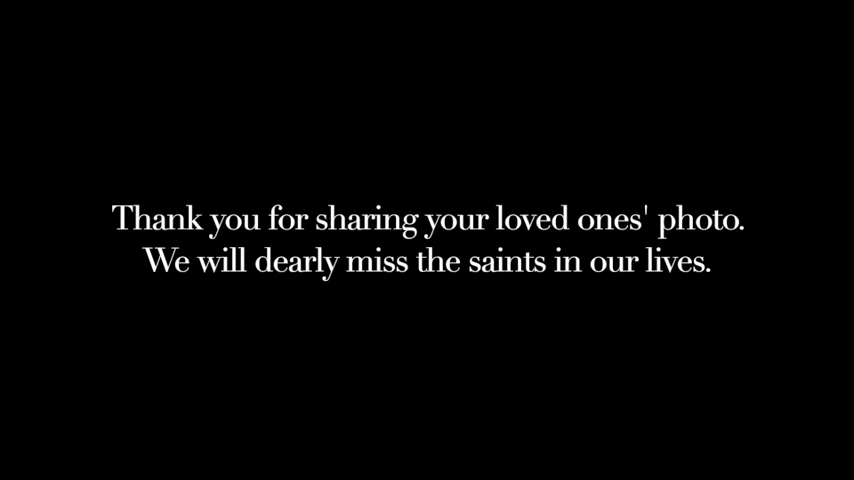 Thank you for sharing your loved ones' photo.
We will dearly miss the saints in our lives.